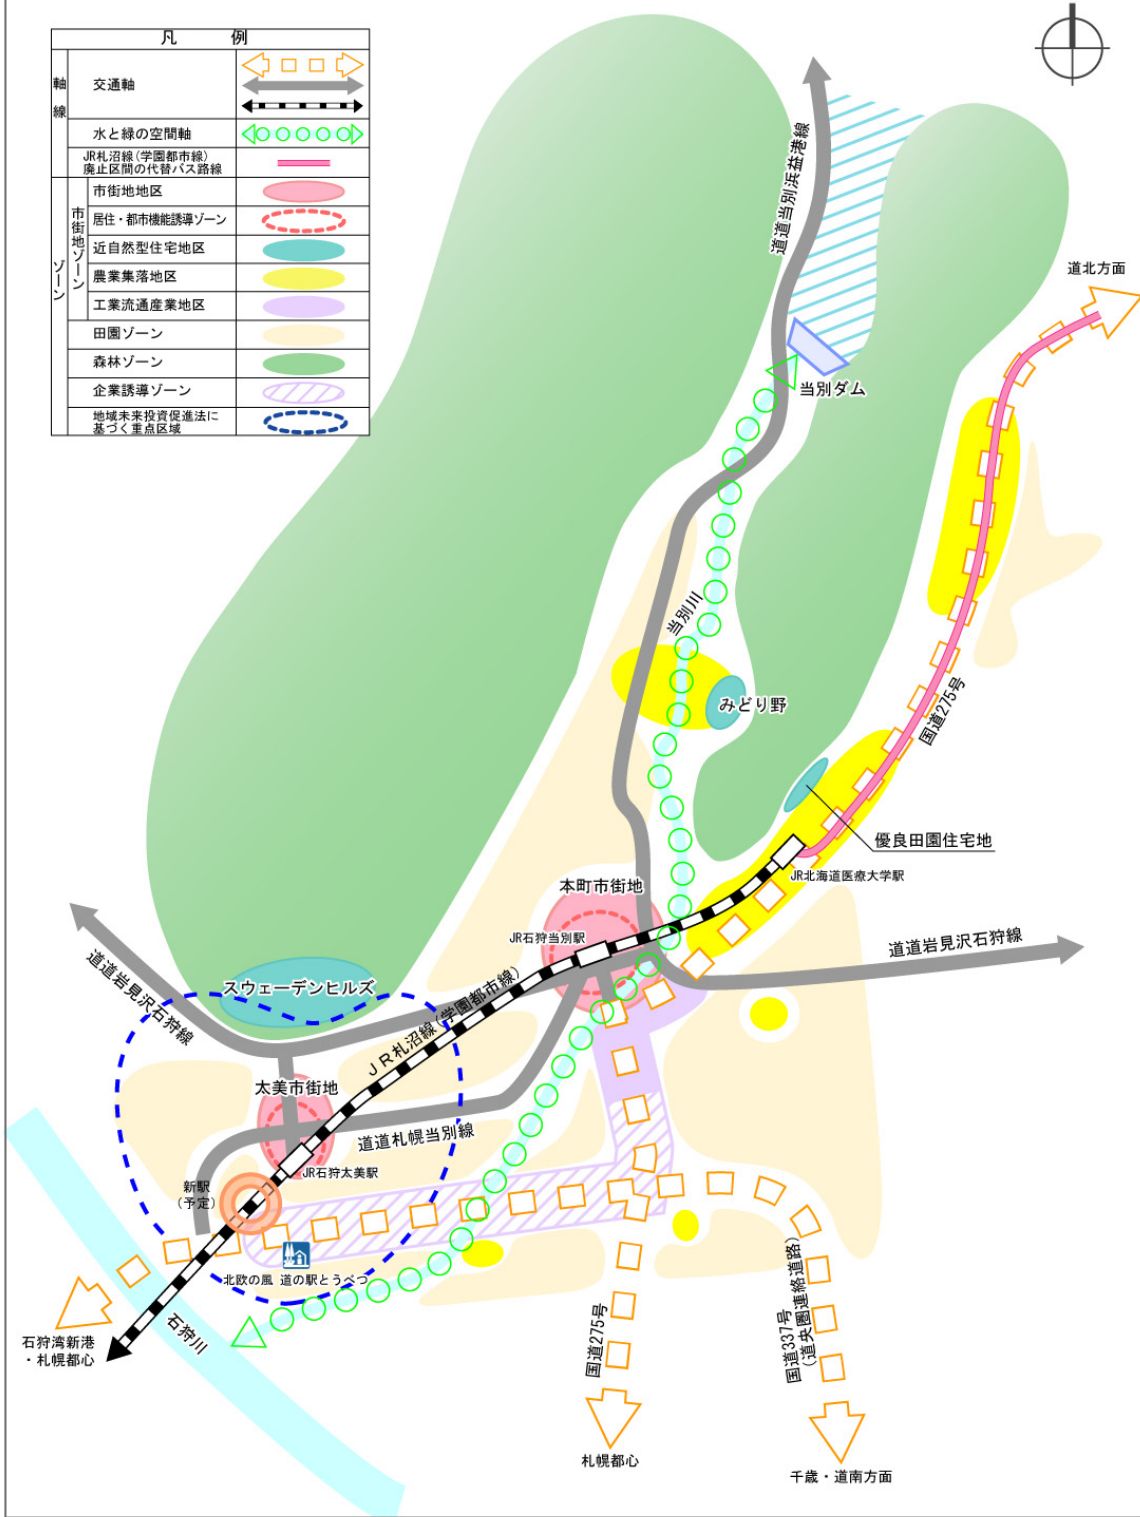 凡　例
軸線
交通軸
水と緑の空間軸
JR札沼線(学園都市線)
廃止区間の代替バス路線
ゾーン
市街地ゾーン
市街地地区
居住・都市機能誘導ゾーン
近自然型住宅地区
農業集落地区
工業流通産業地区
田園ゾーン
森林ゾーン
企業誘導ゾーン
地域未来投資促進法に
基づく重点区域
道道当別浜益港線
道北方面
当別ダム
当別川
みどり野
国道275号
優良田園住宅地
JR北海道医療大学駅
本町市街地
JR石狩当別駅
道道岩見沢石狩線
道道岩見沢石狩線
スウェーデンヒルズ
JR札沼線(学園都市線)
太美市街地
道道札幌当別線
JR石狩太美駅
新駅
(予定)
北欧の風 道の駅とうべつ
石狩川
石狩湾新港
・札幌都心
国道275号
国道337号
(道央圏連絡道路)
札幌都心
千歳・道南方面